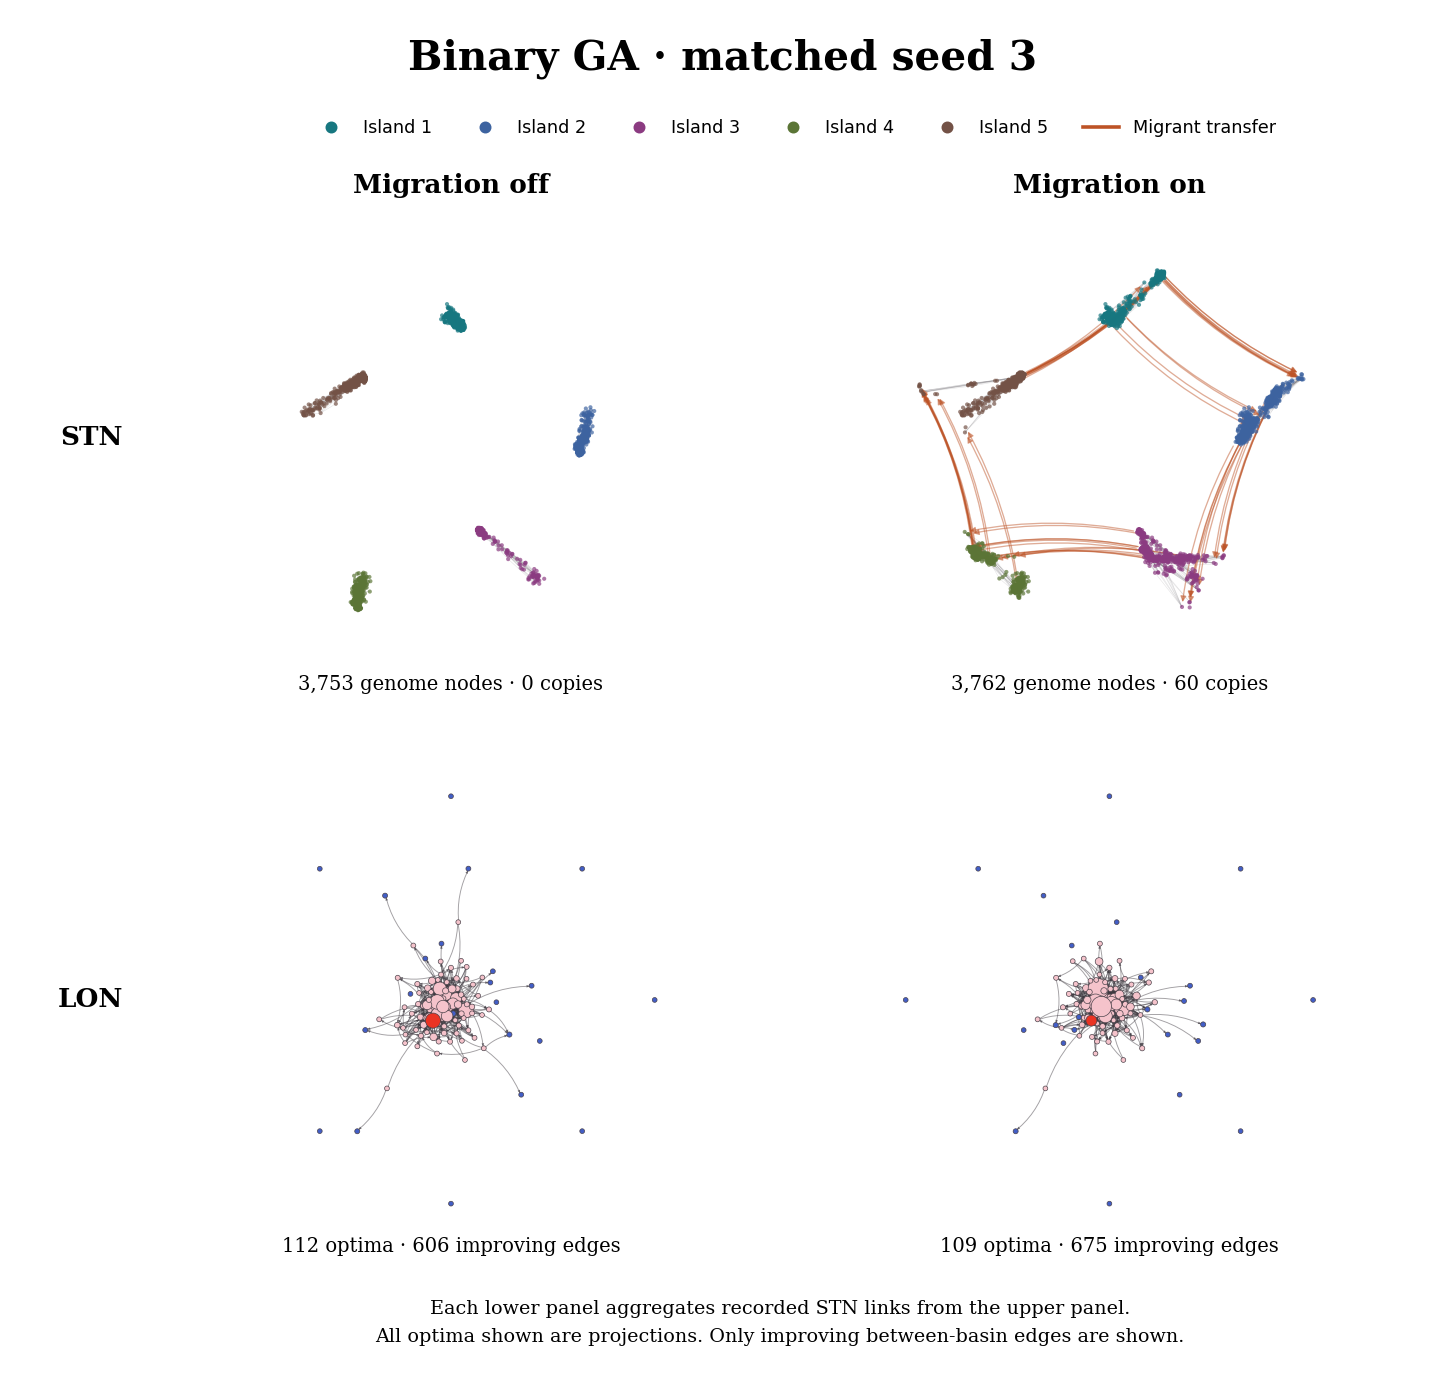 Binary GA · matched seed 3
Island 1
Island 2
Island 3
Island 4
Island 5
Migrant transfer
Migration off
Migration on
STN
3,753 genome nodes · 0 copies
3,762 genome nodes · 60 copies
LON
112 optima · 606 improving edges
109 optima · 675 improving edges
Each lower panel aggregates recorded STN links from the upper panel.
All optima shown are projections. Only improving between-basin edges are shown.